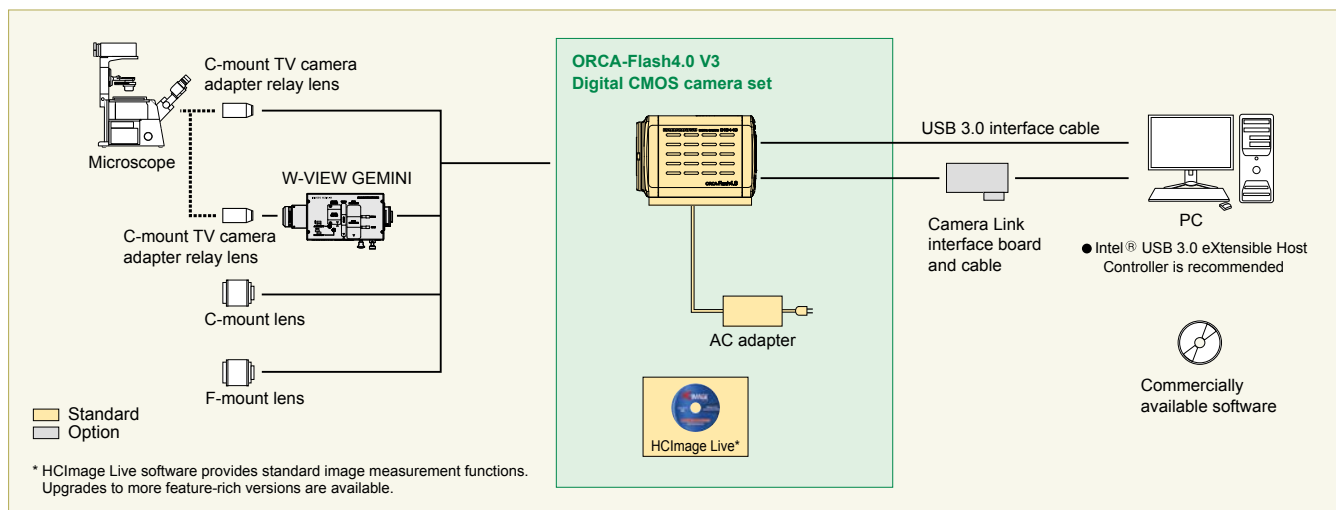 C-mount TV camera
adapter relay lens
Microscope
W-VIEW GEMINI
C-mount TV camera
adapter relay lens
C-mount lens
F-mount lens
Standard
Option
* HCImage Live software provides standard image measurement functions.
Upgrades to more feature-rich versions are available.
ORCA-Flash4.0 V3
Digital CMOS camera set
ORCA-Flash4.0
AC adapter
HCImage Live*
USB 3.0 interface cable
Camera Link
interface board
and cable
PC
● Intel® USB 3.0 eXtensible Host
Controller is recommended
Commercially
available software